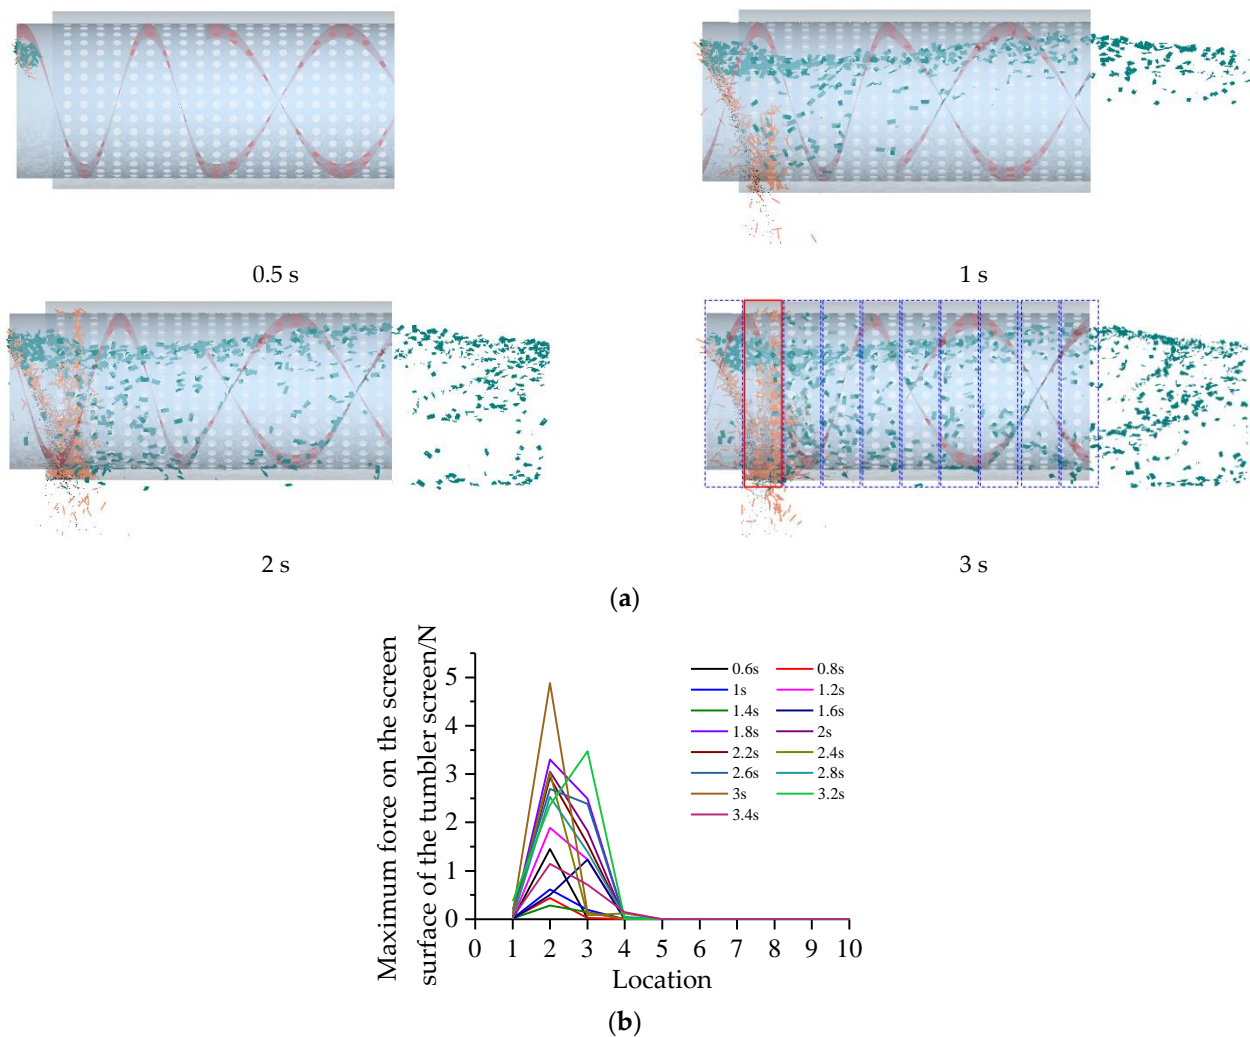 0.5 s
1 s
2 s
3 s
(a)
Maximum force on the screen
surface of the tumbler screen/N
5
4
3
2
1
0
0 1 2 3 4 5 6 7 8 9 10
Location
0.6s 0.8s
1s 1.2s
1.4s 1.6s
1.8s 2s
2.2s 2.4s
2.6s 2.8s
3s 3.2s
3.4s
(b)